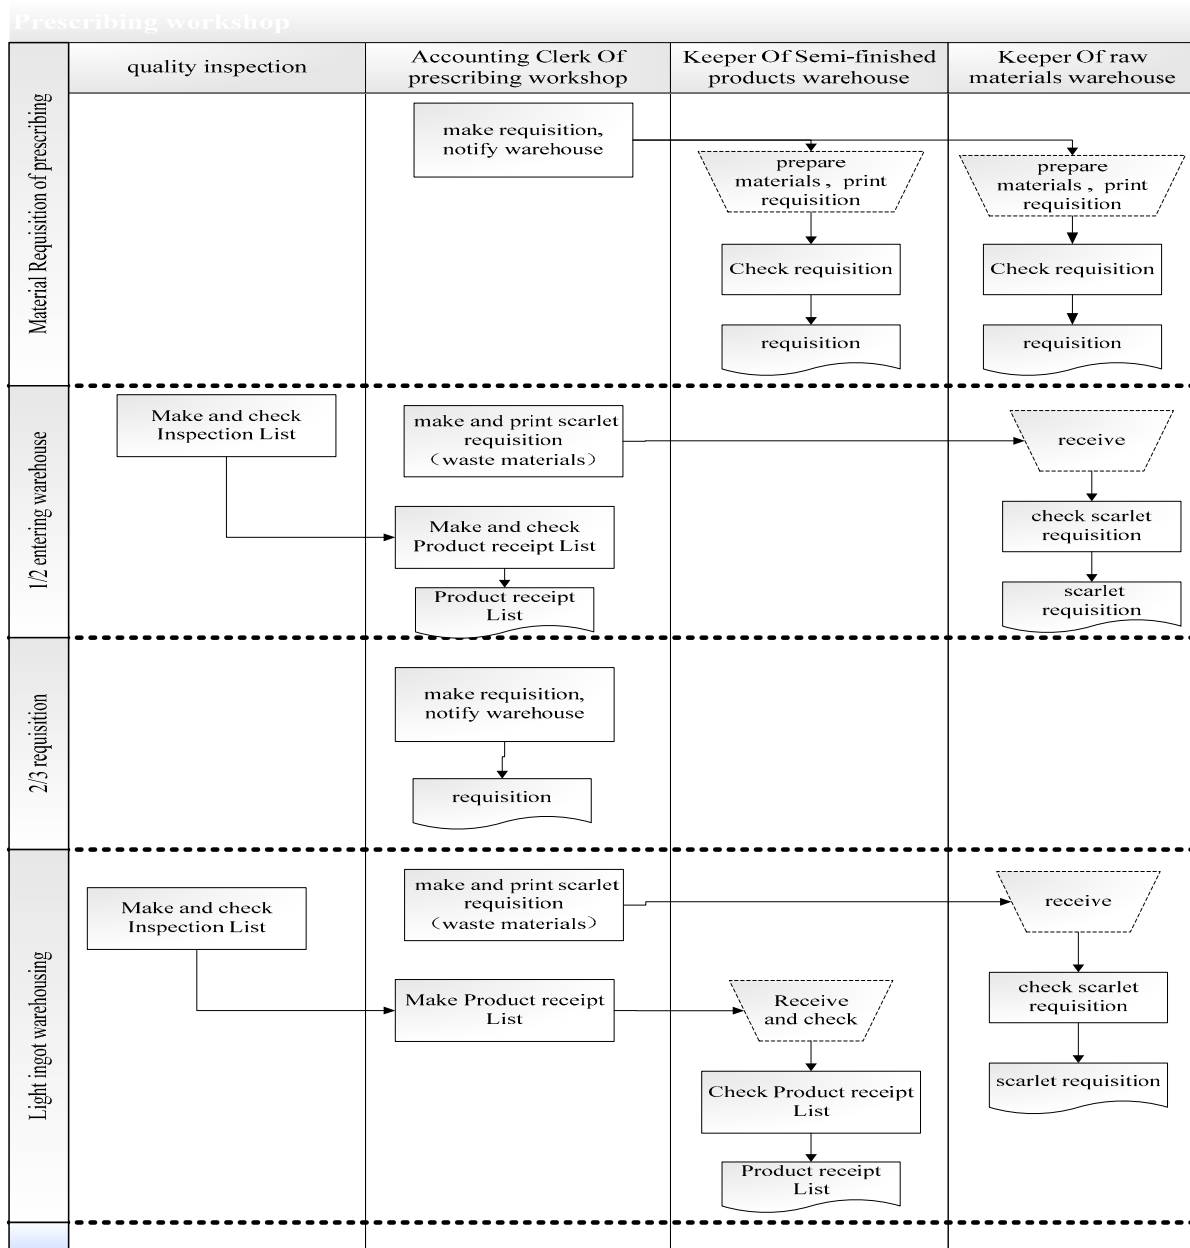 Prescribing workshop
quality inspection
Accounting Clerk Of
prescribing workshop
Keeper Of Semi-finished
products warehouse
Keeper Of raw
materials warehouse
Material Requisition of prescribing
make requisition,
notify warehouse
prepare
materials，print
requisition
prepare
materials，print
requisition
Check requisition
Check requisition
requisition
requisition
1/2 entering warehouse
Make and check
Inspection List
make and print scarlet
requisition
（waste materials）
receive
Make and check
Product receipt List
check scarlet
requisition
Product receipt
List
scarlet
requisition
2/3 requisition
make requisition,
notify warehouse
requisition
Light ingot warehousing
Make and check
Inspection List
make and print scarlet
requisition
（waste materials）
receive
Make Product receipt
List
Receive
and check
check scarlet
requisition
Check Product receipt
List
scarlet requisition
Product receipt
List